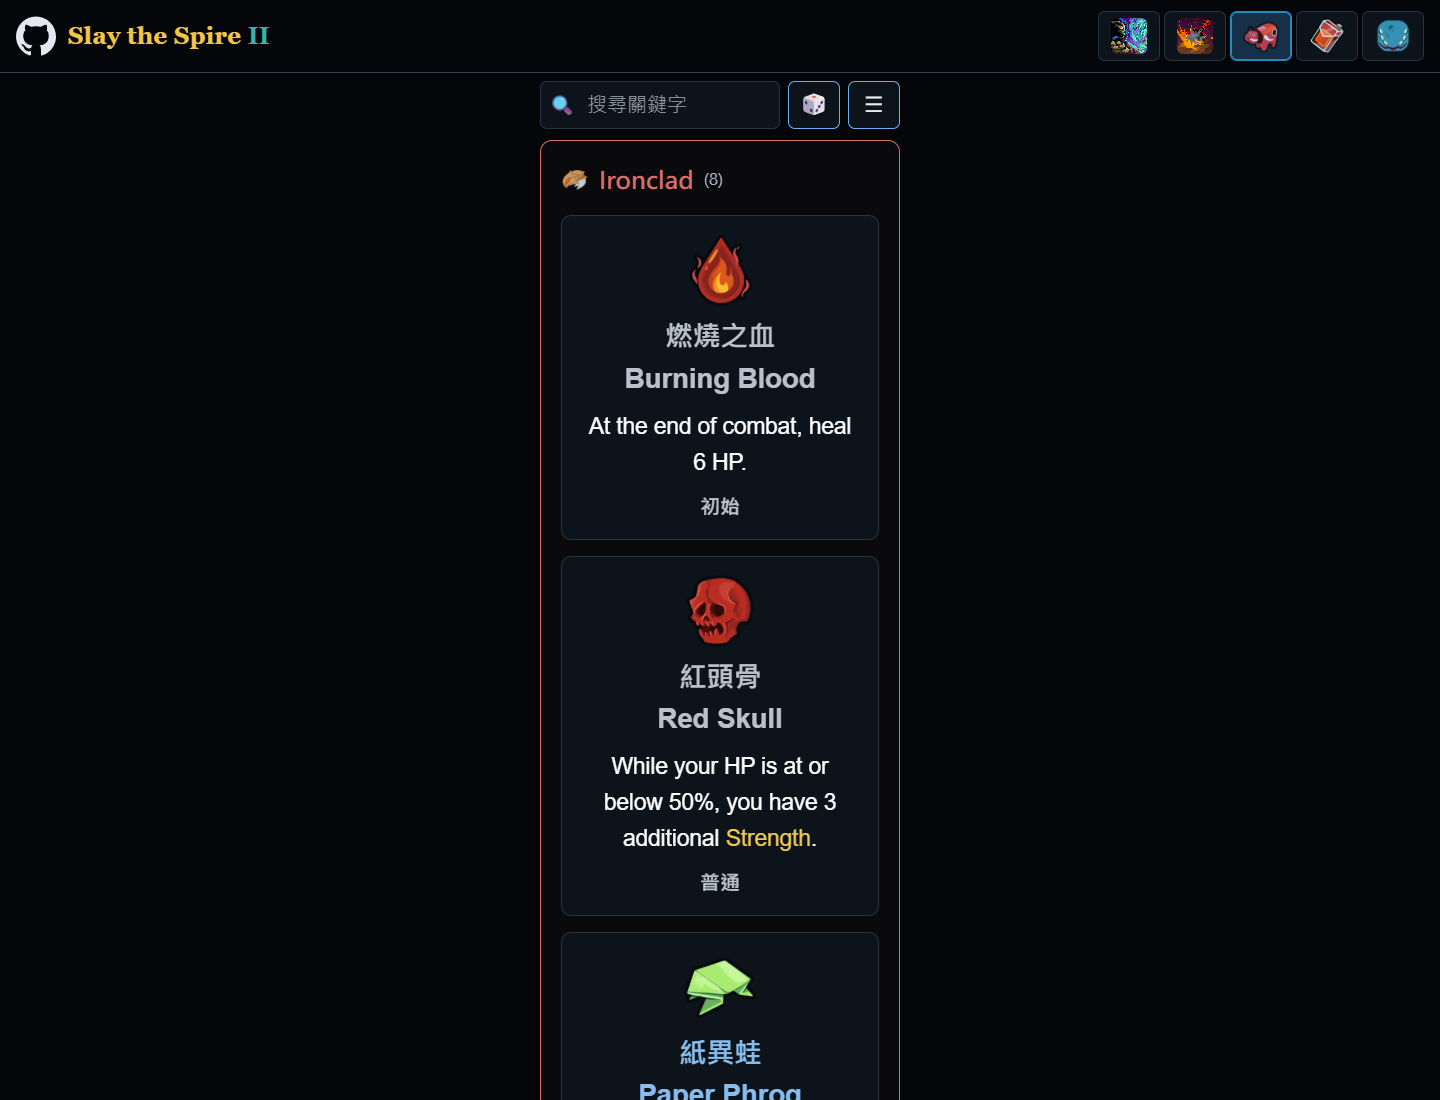 Slay the Spire II
搜尋關鍵字
Ironclad (8)
燃燒之血
Burning Blood
At the end of combat, heal
6 HP.
初始
紅頭骨
Red Skull
While your HP is at or
below 50%, you have 3
additional Strength.
普通
紙異蛙
Paper Phrog